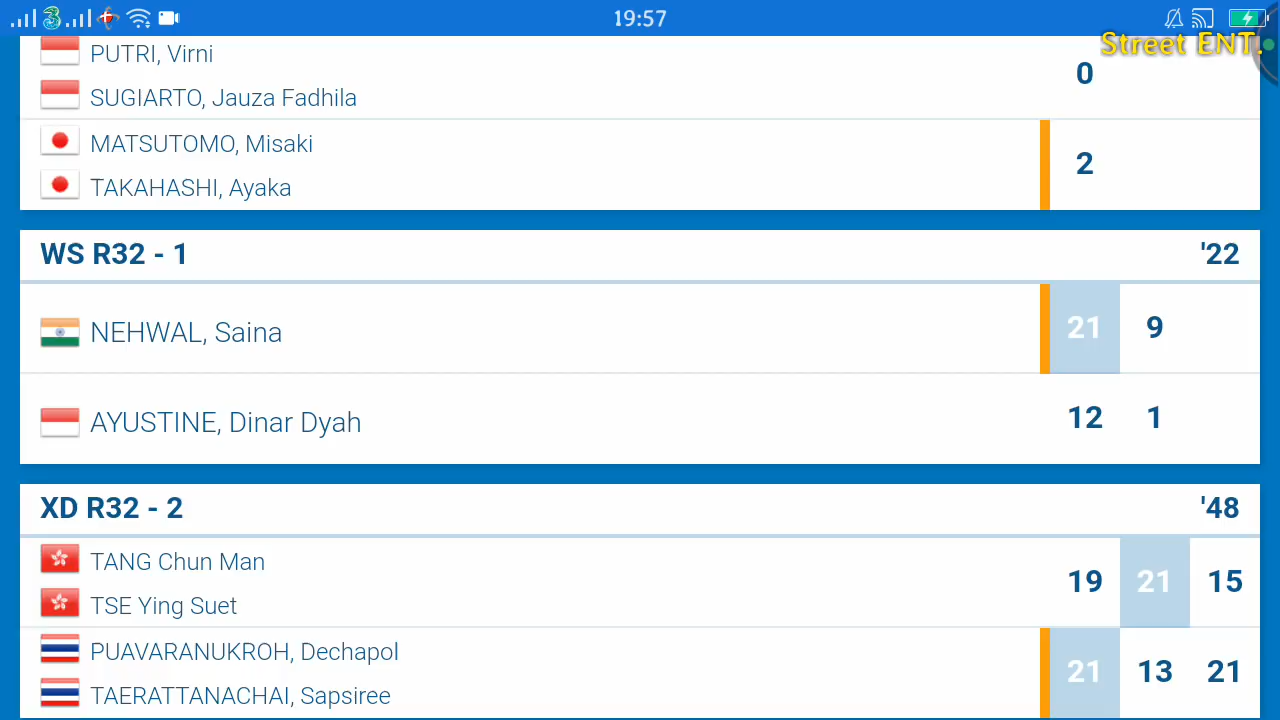 19:57
Street ENT.
PUTRI, Virni
SUGIARTO, Jauza Fadhila
0
MATSUTOMO, Misaki
TAKAHASHI, Ayaka
2
WS R32 - 1 '22
NEHWAL, Saina 21 9
AYUSTINE, Dinar Dyah 12 1
XD R32 - 2 '48
TANG Chun Man
TSE Ying Suet
19 21 15
PUAVARANUKROH, Dechapol
TAERATTANACHAI, Sapsiree
21 13 21